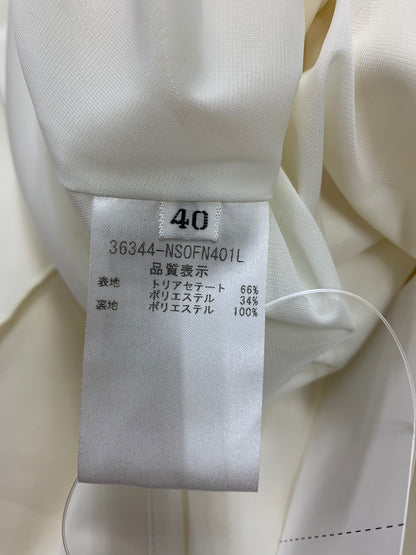 40
36344-NSOFN401L
品質表示
表地 トリアセテート 66%
ポリエステル 34%
裏地 ポリエステル 100%